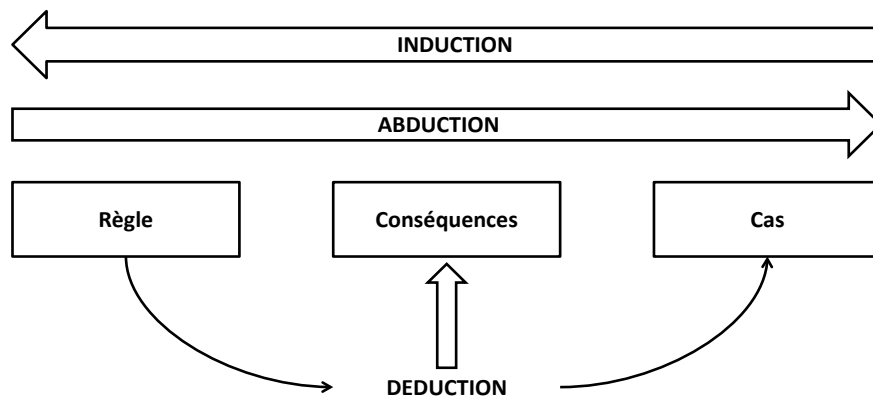 INDUCTION
ABDUCTION
Règle
Conséquences
Cas
DEDUCTION